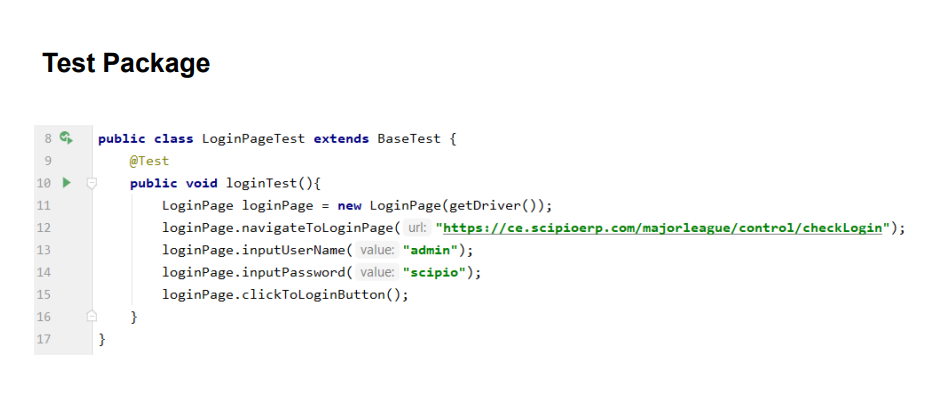 Test Package
8 public class LoginPageTest extends BaseTest {
9 @Test
10 public void loginTest(){
11 LoginPage loginPage = new LoginPage(getDriver());
12 loginPage.navigateToLoginPage( url: "https://ce.scipioerp.com/majorleague/control/checkLogin");
13 loginPage.inputUserName( value: "admin");
14 loginPage.inputPassword( value: "scipio");
15 loginPage.clickToLoginButton();
16 }
17 }